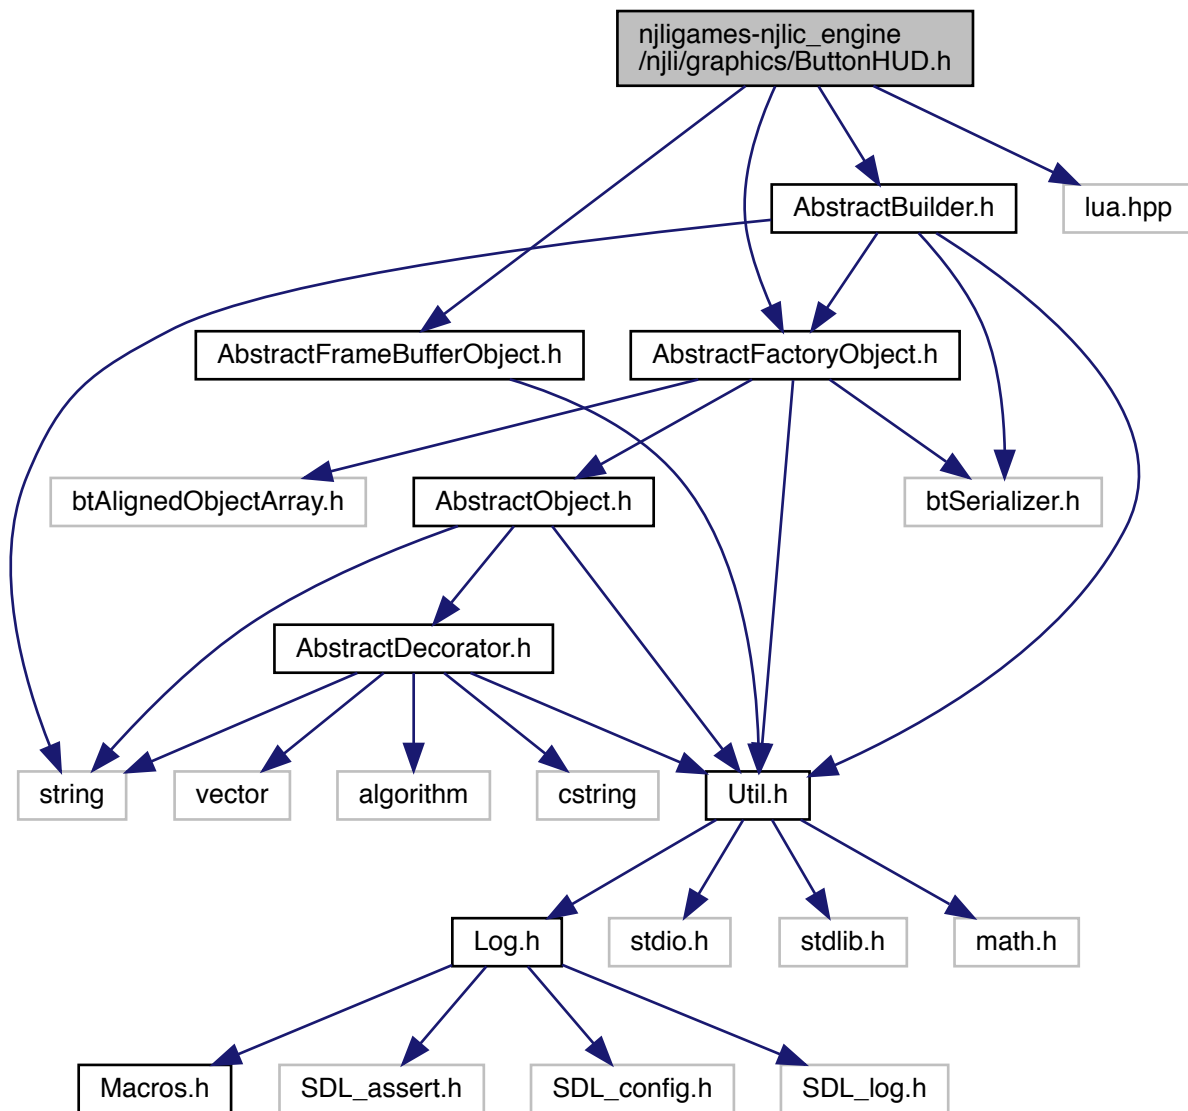 njligames-njlic_engine
/njli/graphics/ButtonHUD.h
AbstractBuilder.h
lua.hpp
AbstractFrameBufferObject.h
AbstractFactoryObject.h
btAlignedObjectArray.h
AbstractObject.h
btSerializer.h
AbstractDecorator.h
string
vector
algorithm
cstring
Util.h
Log.h
stdio.h
stdlib.h
math.h
Macros.h
SDL_assert.h
SDL_config.h
SDL_log.h